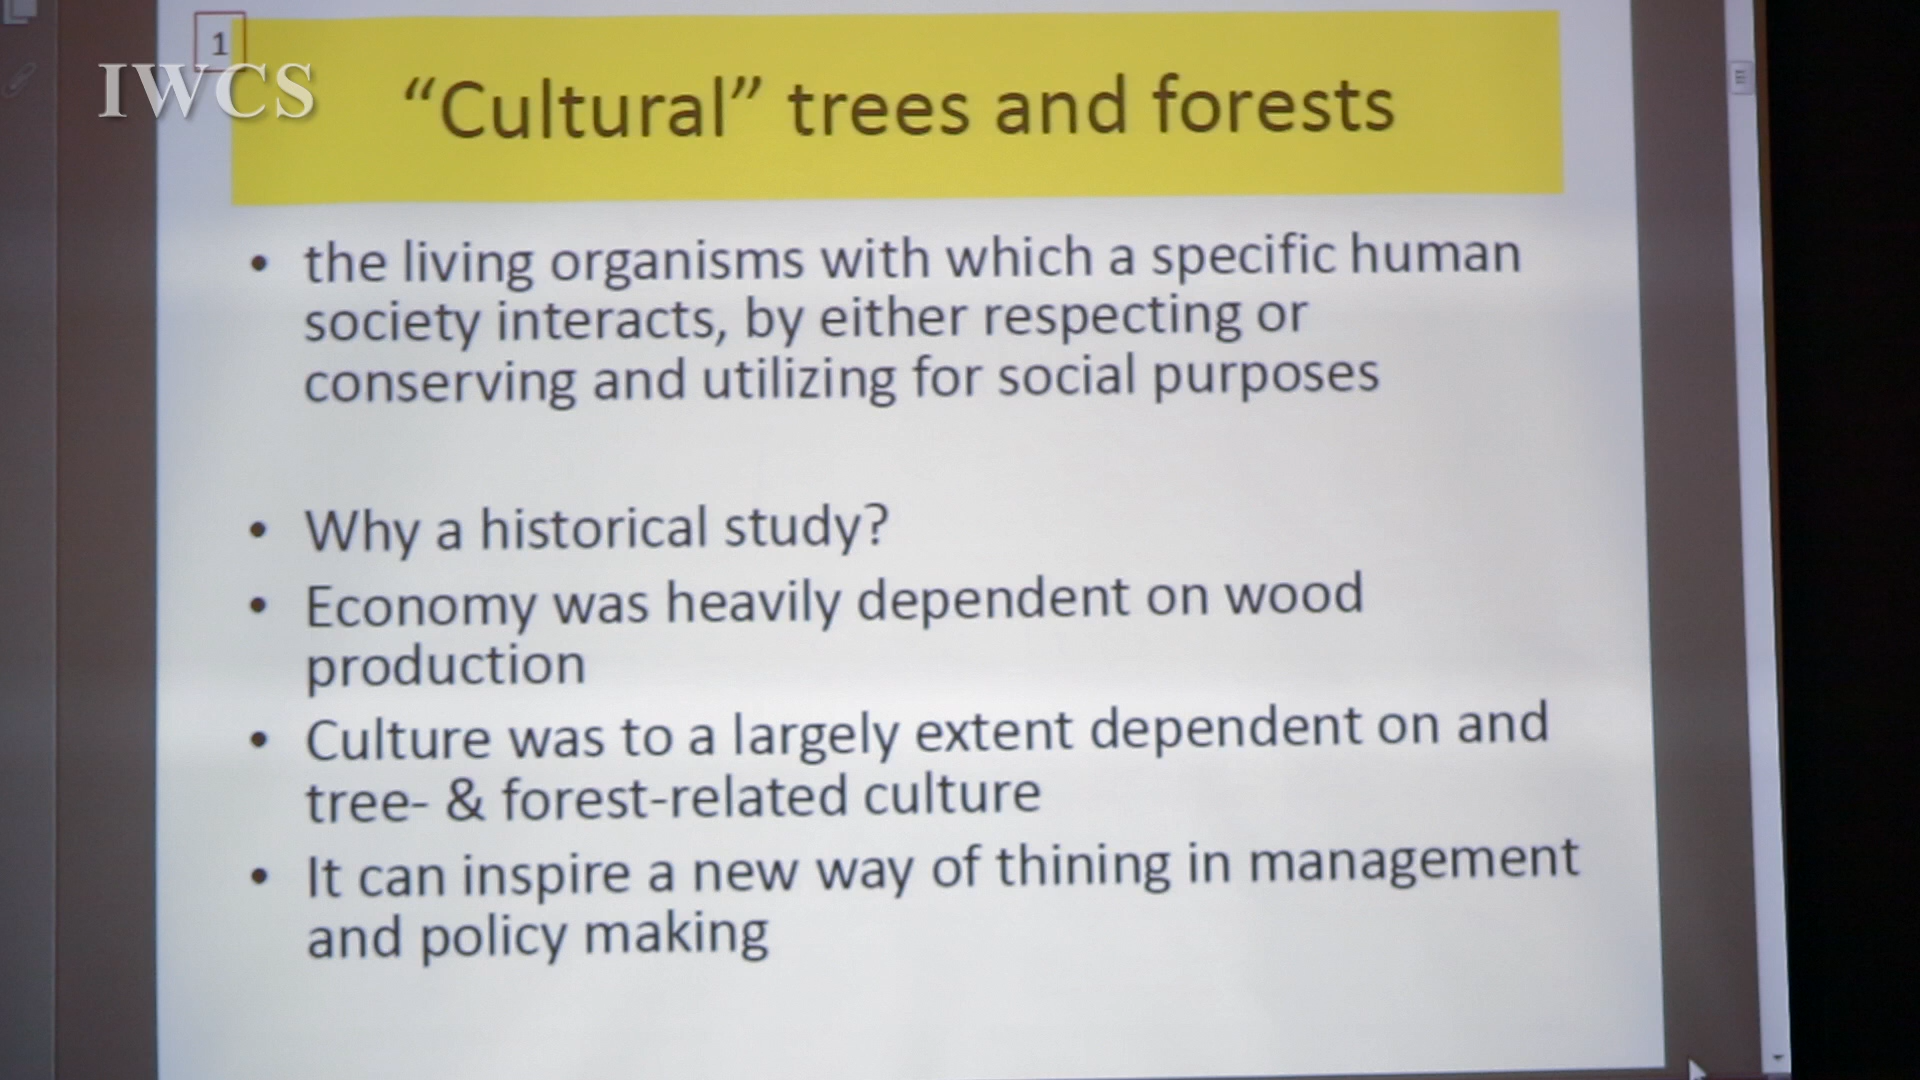 1
IWCS
“Cultural” trees and forests
• the living organisms with which a specific human
society interacts, by either respecting or
conserving and utilizing for social purposes
• Why a historical study?
• Economy was heavily dependent on wood
production
• Culture was to a largely extent dependent on and
tree- & forest-related culture
• It can inspire a new way of thining in management
and policy making